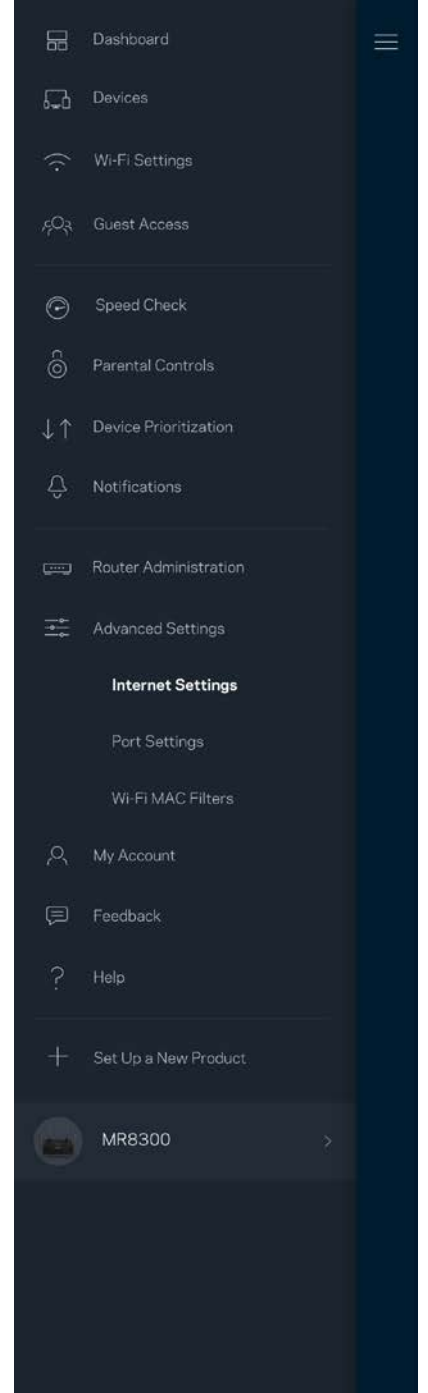 Dashboard
Devices
Wi-Fi Settings
Guest Access
Speed Check
Parental Controls
Device Prioritization
Notifications
Router Administration
Advanced Settings
Internet Settings
Port Settings
Wi-Fi MAC Filters
My Account
Feedback
Help
Set Up a New Product
MR8300